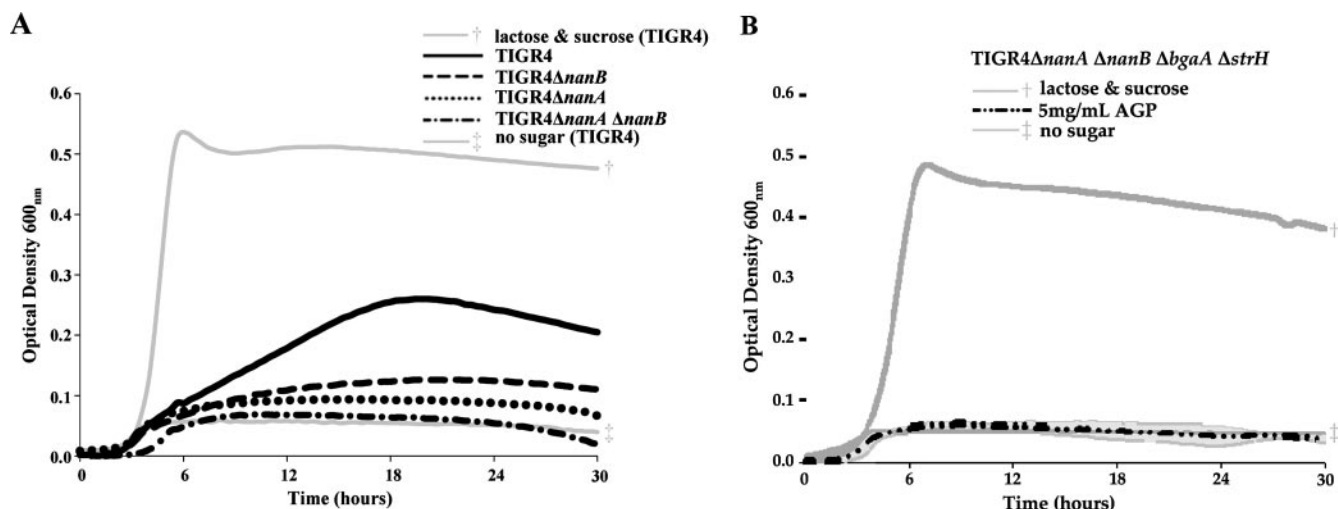 A
† lactose & sucrose (TIGR4)
TIGR4
TIGR4ΔnanB
TIGR4ΔnanA
TIGR4ΔnanA ΔnanB
‡ no sugar (TIGR4)
0.6
0.5
0.4
0.3
0.2
0.1
0.0
Optical Density 600nm
†
‡
0 6 12 18 24 30
Time (hours)
B
TIGR4ΔnanA ΔnanB ΔbgaA ΔstrH
† lactose & sucrose
5mg/mL AGP
‡ no sugar
0.6
0.5
0.4
0.3
0.2
0.1
0.0
Optical Density 600nm
†
‡
0 6 12 18 24 30
Time (hours)